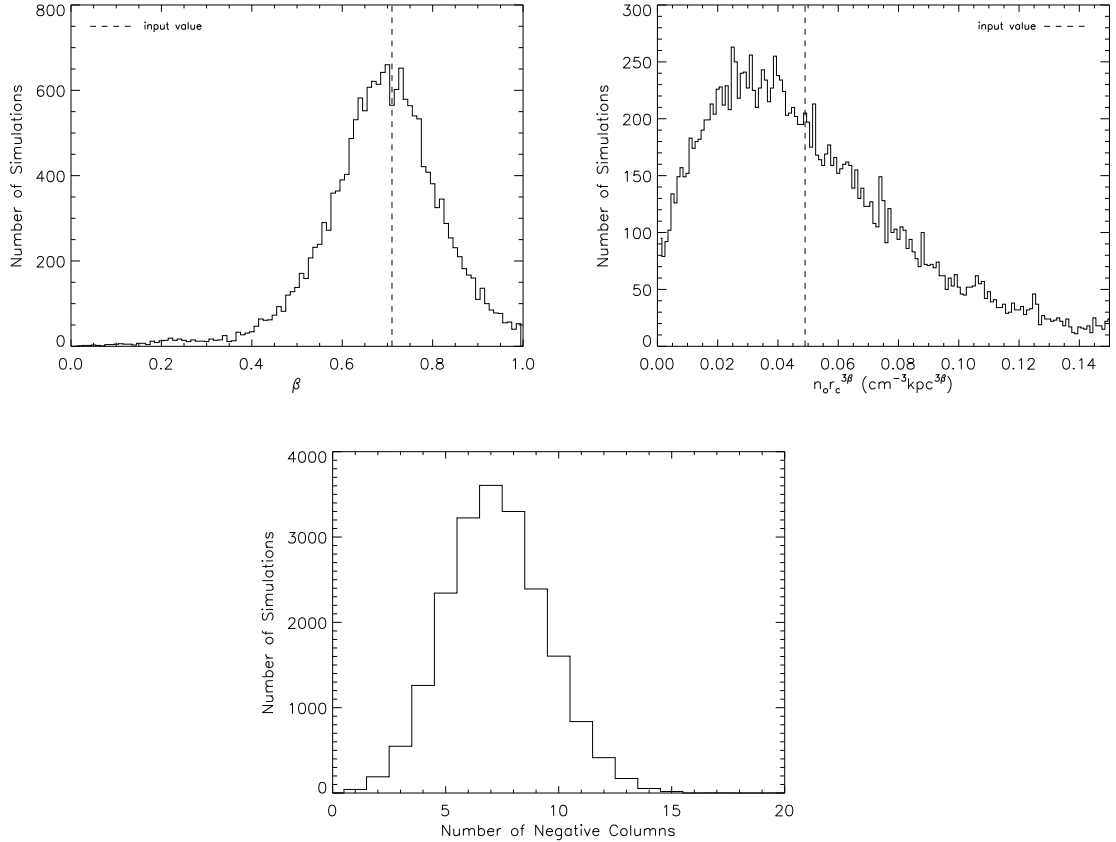 800
600
400
200
0
Number of Simulations
input value
0.0 0.2 0.4 0.6 0.8 1.0
β
300
250
200
150
100
50
0
Number of Simulations
input value
0.00 0.02 0.04 0.06 0.08 0.10 0.12 0.14
n₀r_c^{3β} (cm⁻³kpc^{3β})
4000
3000
2000
1000
0
Number of Simulations
0 5 10 15 20
Number of Negative Columns